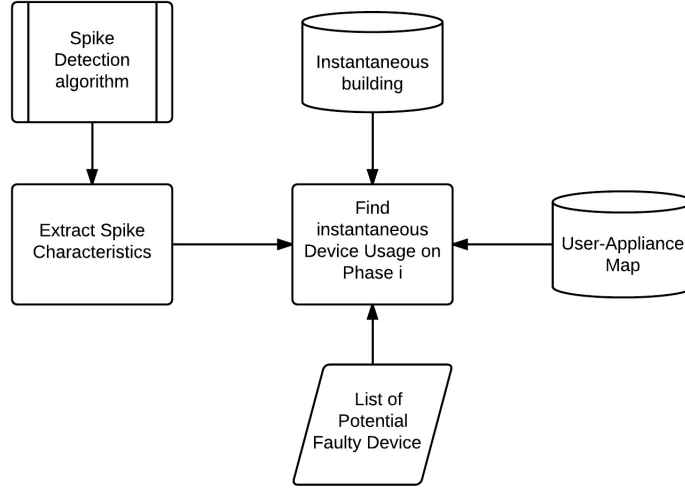 Spike
Detection
algorithm
Instantaneous
building
Extract Spike
Characteristics
Find
instantaneous
Device Usage on
Phase i
User-Appliance
Map
List of
Potential
Faulty Device